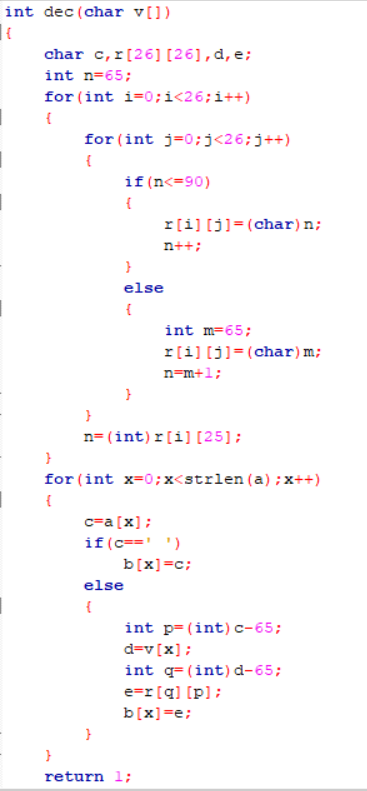 int dec(char v[])
{
    char c,r[26][26],d,e;
    int n=65;
    for(int i=0;i<26;i++)
    {
        for(int j=0;j<26;j++)
        {
            if(n<=90)
            {
                r[i][j]=(char)n;
                n++;
            }
            else
            {
                int m=65;
                r[i][j]=(char)m;
                n=m+1;
            }
        }
        n=(int)r[i][25];
    }
    for(int x=0;x<strlen(a);x++)
    {
        c=a[x];
        if(c==' ')
            b[x]=c;
        else
        {
            int p=(int)c-65;
            d=v[x];
            int q=(int)d-65;
            e=r[q][p];
            b[x]=e;
        }
    }
    return 1;